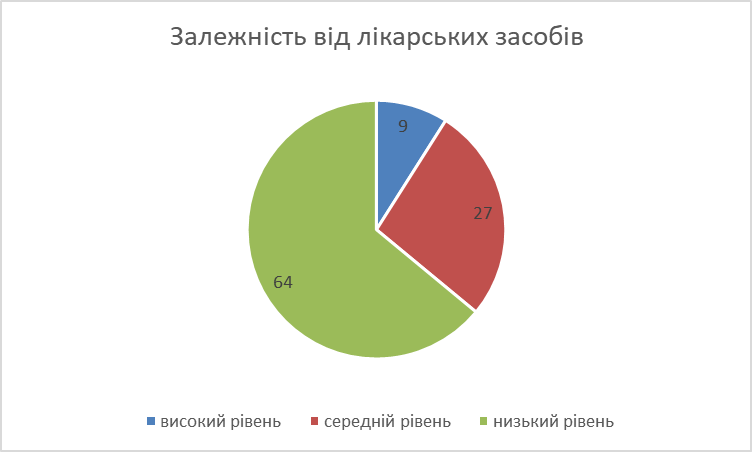 Залежність від лікарських засобів
9
27
64
високий рівень
середній рівень
низький рівень